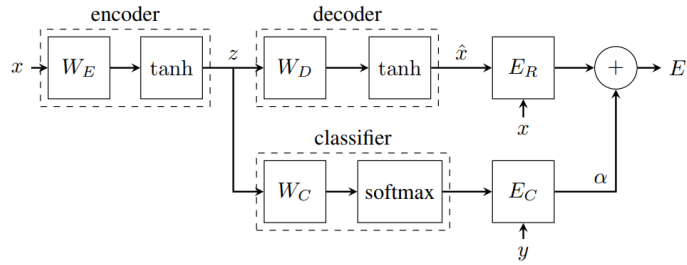 encoder decoder
x W_E tanh z W_D tanh x̂ E_R + E
x
classifier
W_C softmax E_C α
y